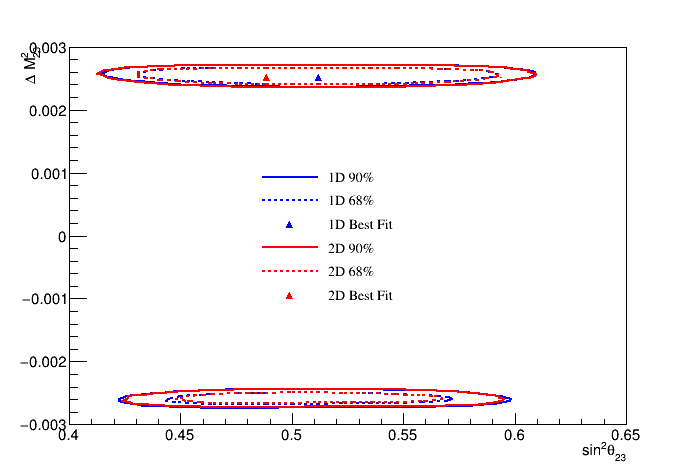 Δ M²₂₃
0.003
0.002
0.001
0
−0.001
−0.002
−0.003
1D 90%
1D 68%
1D Best Fit
2D 90%
2D 68%
2D Best Fit
0.4 0.45 0.5 0.55 0.6 0.65
sin²θ₂₃